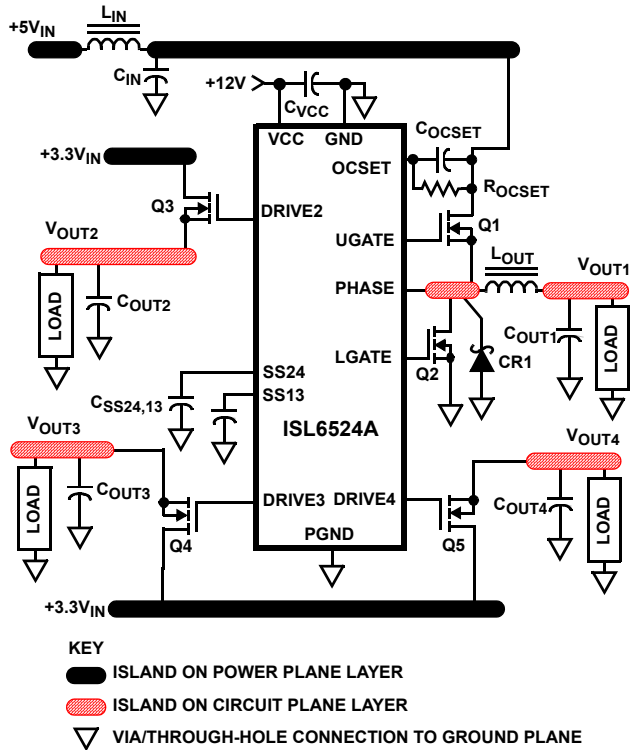 +5VIN
LIN
CIN
+12V
CVCC
VCC
GND
COCSET
OCSET
ROCSET
+3.3VIN
Q3
DRIVE2
VOUT2
COUT2
LOAD
UGATE
Q1
PHASE
LOUT
VOUT1
COUT1
LOAD
LGATE
Q2
CR1
SS24
SS13
CSS24,13
ISL6524A
VOUT3
COUT3
LOAD
DRIVE3
Q4
DRIVE4
Q5
VOUT4
COUT4
LOAD
PGND
+3.3VIN
KEY
ISLAND ON POWER PLANE LAYER
ISLAND ON CIRCUIT PLANE LAYER
VIA/THROUGH-HOLE CONNECTION TO GROUND PLANE